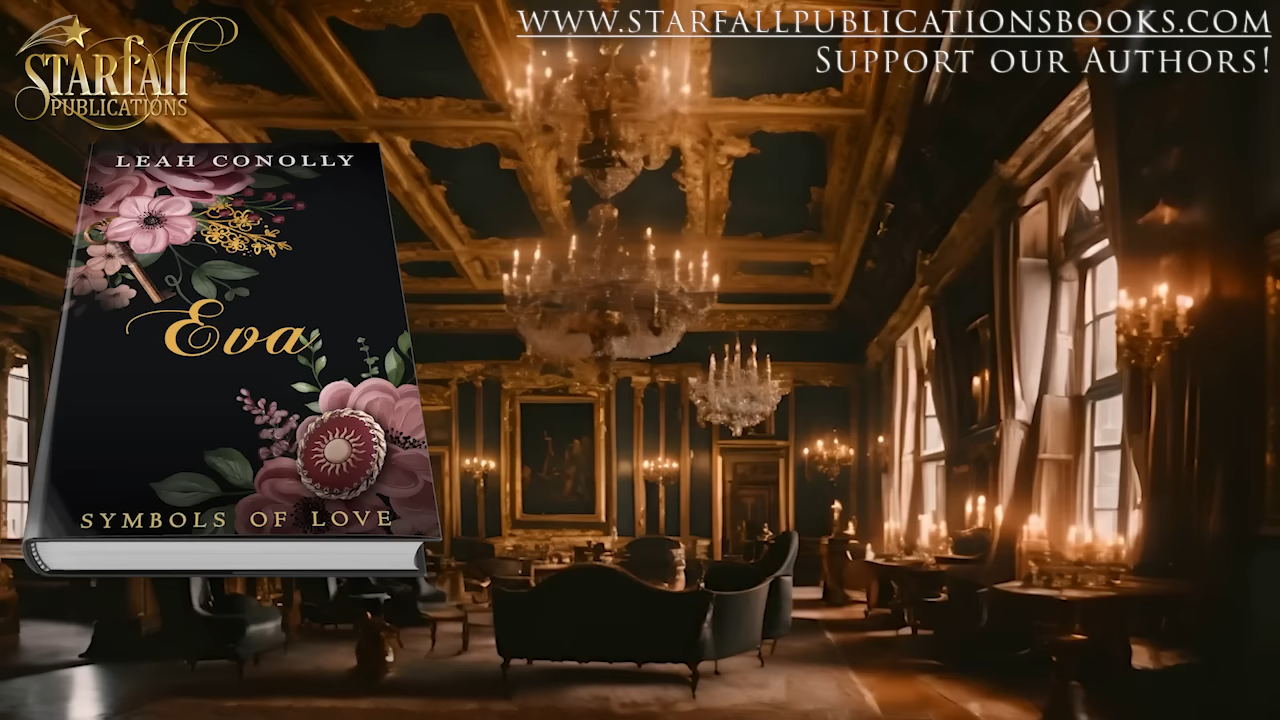 STARfall
PUBLICATIONS
WWW.STARFALLPUBLICATIONSBOOKS.COM
SUPPORT OUR AUTHORS!
LEAH CONOLLY
Eva
SYMBOLS OF LOVE